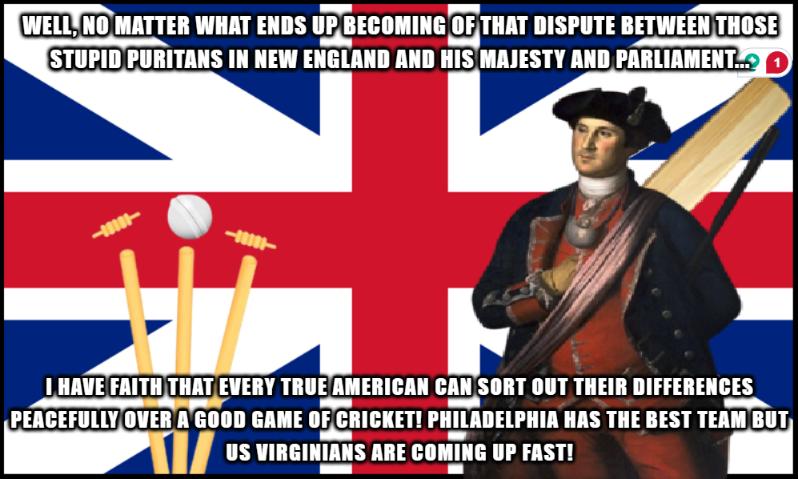 WELL, NO MATTER WHAT ENDS UP BECOMING OF THAT DISPUTE BETWEEN THOSE
STUPID PURITANS IN NEW ENGLAND AND HIS MAJESTY AND PARLIAMENT...
1
I HAVE FAITH THAT EVERY TRUE AMERICAN CAN SORT OUT THEIR DIFFERENCES
PEACEFULLY OVER A GOOD GAME OF CRICKET! PHILADELPHIA HAS THE BEST TEAM BUT
US VIRGINIANS ARE COMING UP FAST!